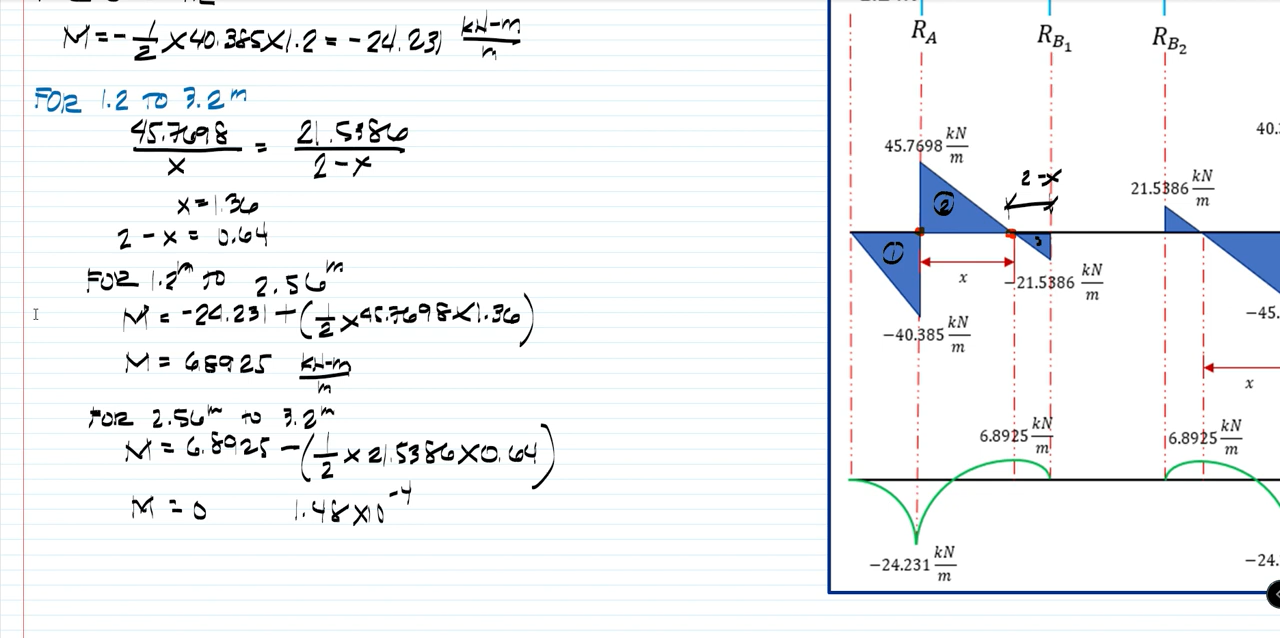 M = - 1/2 × 40.385 × 1.2 = -24.231 kN-m/m
FOR 1.2 TO 3.2m
45.7698/x = 21.5386/2-x
x = 1.36
2 - x = 0.64
FOR 1.2m TO 2.56m
M = -24.231 + (1/2 × 45.7698 × 1.36)
M = 6.8925 kN-m/m
FOR 2.56m to 3.2m
M = 6.8925 - (1/2 × 21.5386 × 0.64)
M = 0 1.48 × 10^-4
R_A
R_B1
R_B2
40.
45.7698 kN/m
2-x
21.5386 kN/m
②
①
3
x
-21.5386 kN/m
-40.385 kN/m
-45.
x
6.8925 kN/m
6.8925 kN/m
-24.231 kN/m
-24.